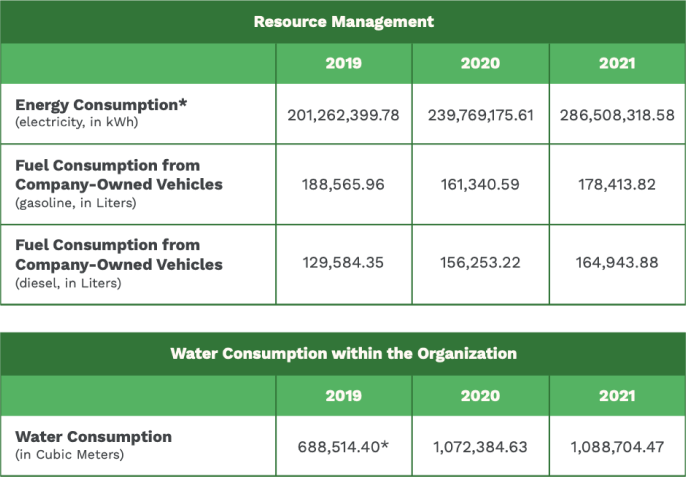 Resource Management
2019 2020 2021
Energy Consumption*
(electricity, in kWh)
201,262,399.78 239,769,175.61 286,508,318.58
Fuel Consumption from
Company-Owned Vehicles
(gasoline, in Liters)
188,565.96 161,340.59 178,413.82
Fuel Consumption from
Company-Owned Vehicles
(diesel, in Liters)
129,584.35 156,253.22 164,943.88
Water Consumption within the Organization
2019 2020 2021
Water Consumption
(in Cubic Meters)
688,514.40* 1,072,384.63 1,088,704.47